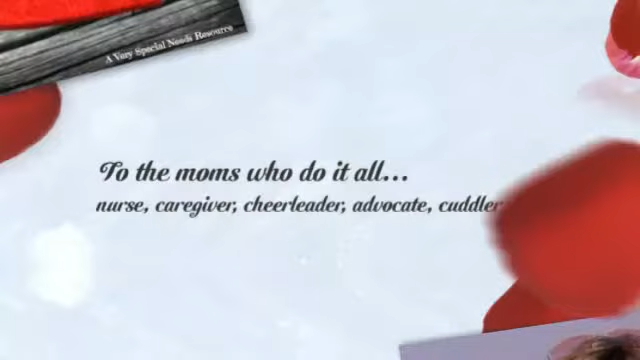 A Very Special Needs Resource
To the moms who do it all...
nurse, caregiver, cheerleader, advocate, cuddler